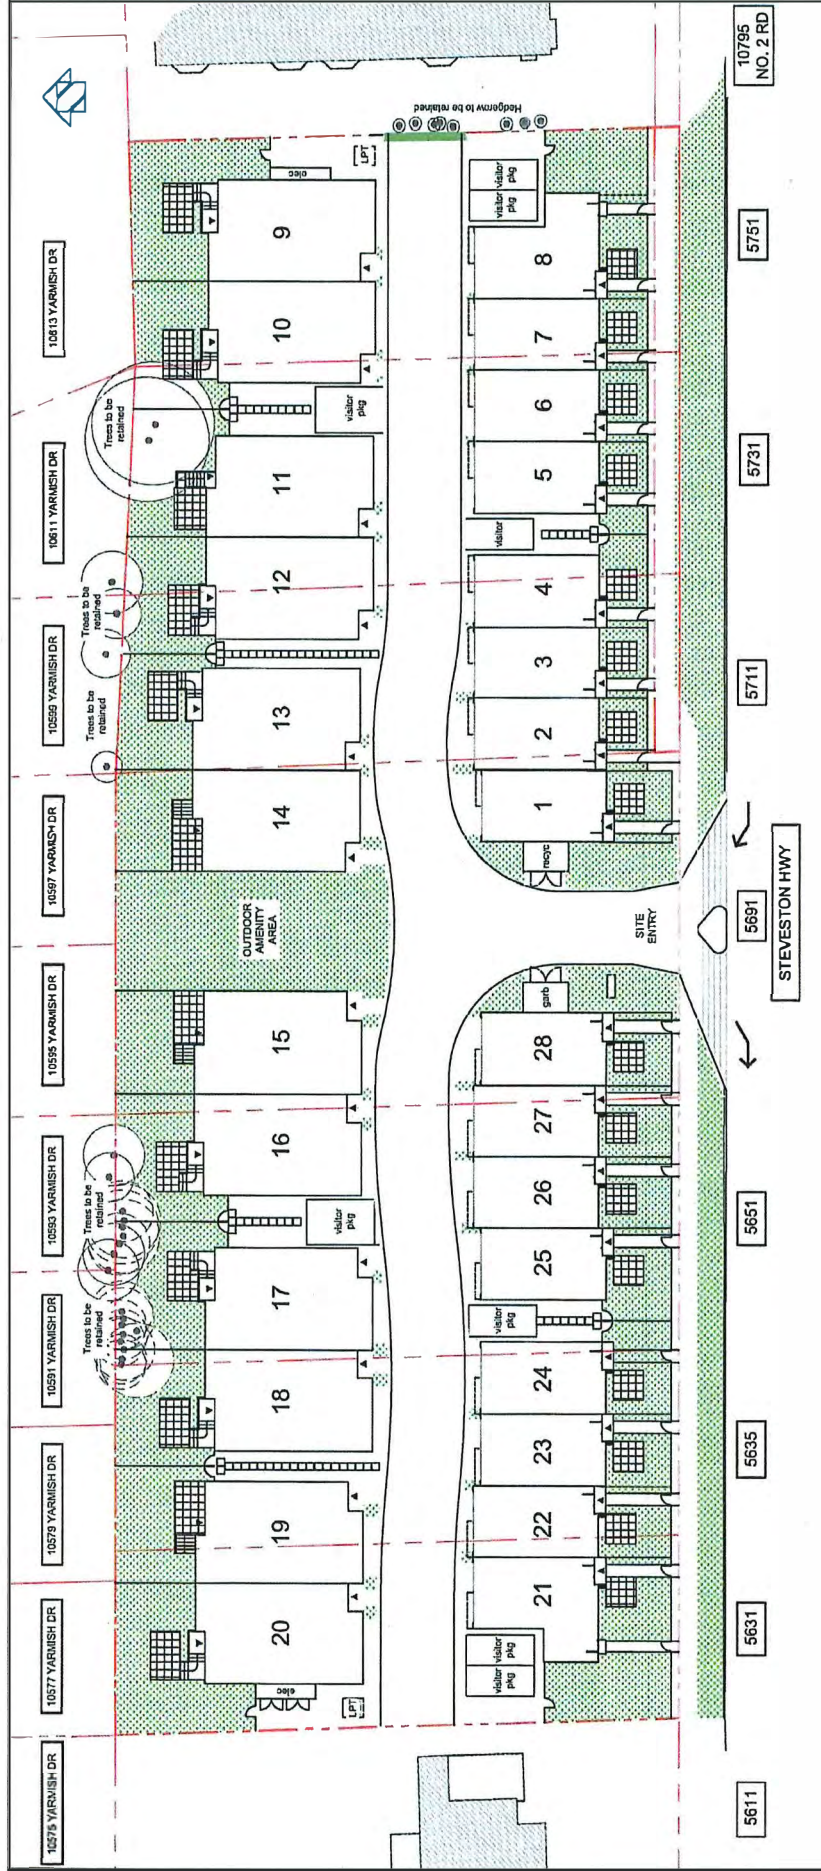 10575 YARMISH DR
10577 YARMISH DR
10579 YARMISH DR
10591 YARMISH DR
10593 YARMISH DR
10595 YARMISH DR
10597 YARMISH DR
10599 YARMISH DR
10611 YARMISH DR
10613 YARMISH DR
Trees to be
retained
Trees to be
retained
Trees to be
retained
Trees to be
retained
Trees to be
retained
20
19
18
17
16
15
OUTDOOR
AMENITY
AREA
14
13
12
11
10
9
elec
elec
LPT
LPT
visitor
pkg
visitor
pkg
Hedgerow to be retained
visitor
pkg
visitor
pkg
visitor
pkg
visitor
visitor
pkg
visitor
pkg
21
22
23
24
25
26
27
28
garb
recyc
1
2
3
4
5
6
7
8
SITE
ENTRY
5611
5631
5635
5651
5691
5711
5731
5751
10795
NO. 2 RD
STEVESTON HWY